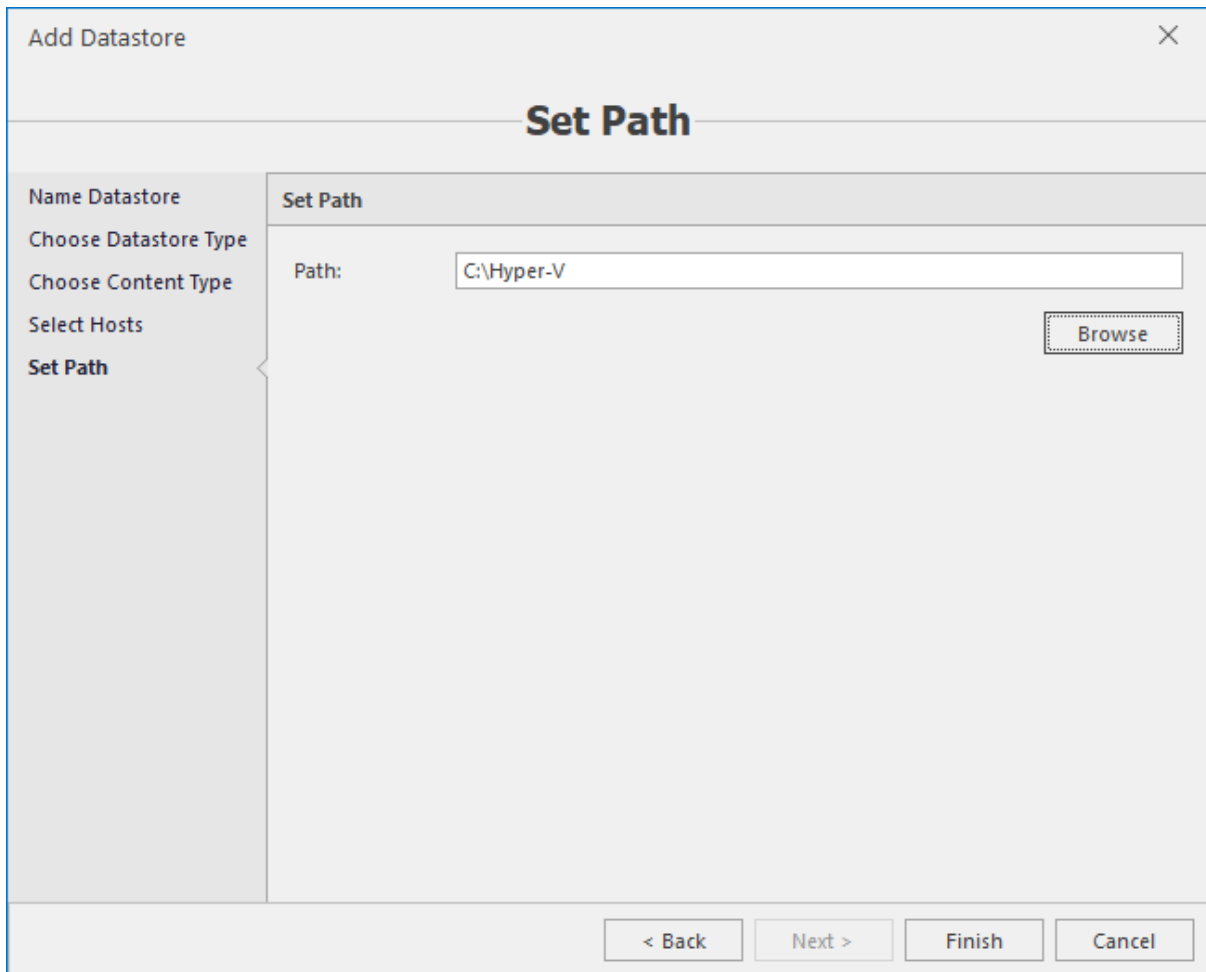 Add Datastore
Set Path
Name Datastore
Choose Datastore Type
Choose Content Type
Select Hosts
Set Path
Set Path
Path:
C:\Hyper-V
Browse
< Back
Next >
Finish
Cancel